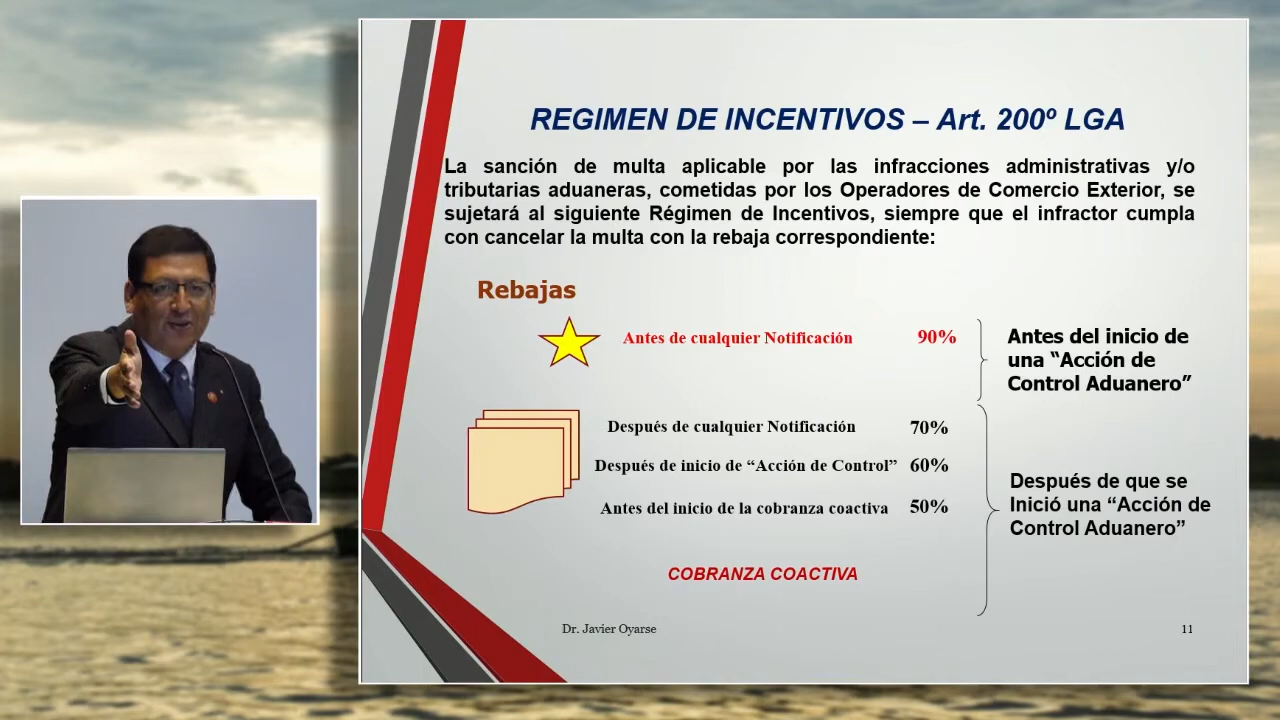 REGIMEN DE INCENTIVOS – Art. 200º LGA
La sanción de multa aplicable por las infracciones administrativas y/o
tributarias aduaneras, cometidas por los Operadores de Comercio Exterior, se
sujetará al siguiente Régimen de Incentivos, siempre que el infractor cumpla
con cancelar la multa con la rebaja correspondiente:
Rebajas
Antes de cualquier Notificación 90%
Antes del inicio de
una “Acción de
Control Aduanero”
Después de cualquier Notificación 70%
Después de inicio de “Acción de Control” 60%
Antes del inicio de la cobranza coactiva 50%
Después de que se
Inició una “Acción de
Control Aduanero”
COBRANZA COACTIVA
Dr. Javier Oyarse
11